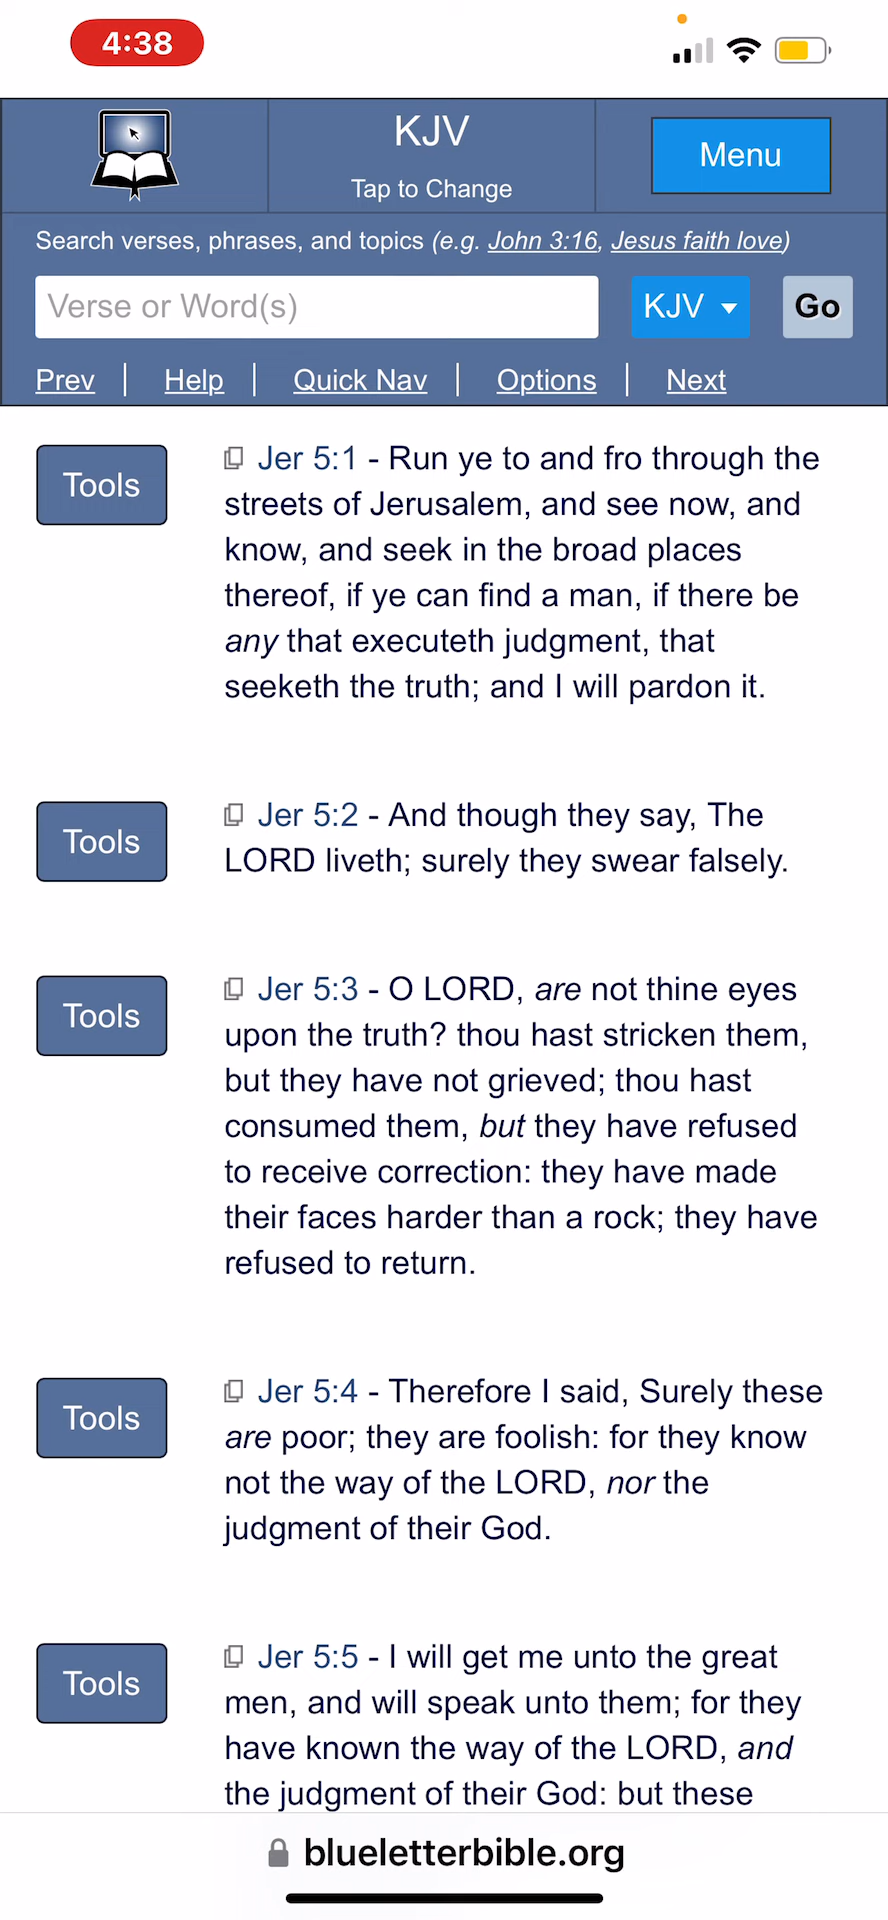 4:38
KJV
Tap to Change
Menu
Search verses, phrases, and topics (e.g. John 3:16, Jesus faith love)
Verse or Word(s)
KJV
Go
Prev | Help | Quick Nav | Options | Next
Tools
Jer 5:1 - Run ye to and fro through the
streets of Jerusalem, and see now, and
know, and seek in the broad places
thereof, if ye can find a man, if there be
any that executeth judgment, that
seeketh the truth; and I will pardon it.
Tools
Jer 5:2 - And though they say, The
LORD liveth; surely they swear falsely.
Tools
Jer 5:3 - O LORD, are not thine eyes
upon the truth? thou hast stricken them,
but they have not grieved; thou hast
consumed them, but they have refused
to receive correction: they have made
their faces harder than a rock; they have
refused to return.
Tools
Jer 5:4 - Therefore I said, Surely these
are poor; they are foolish: for they know
not the way of the LORD, nor the
judgment of their God.
Tools
Jer 5:5 - I will get me unto the great
men, and will speak unto them; for they
have known the way of the LORD, and
the judgment of their God: but these
blueletterbible.org